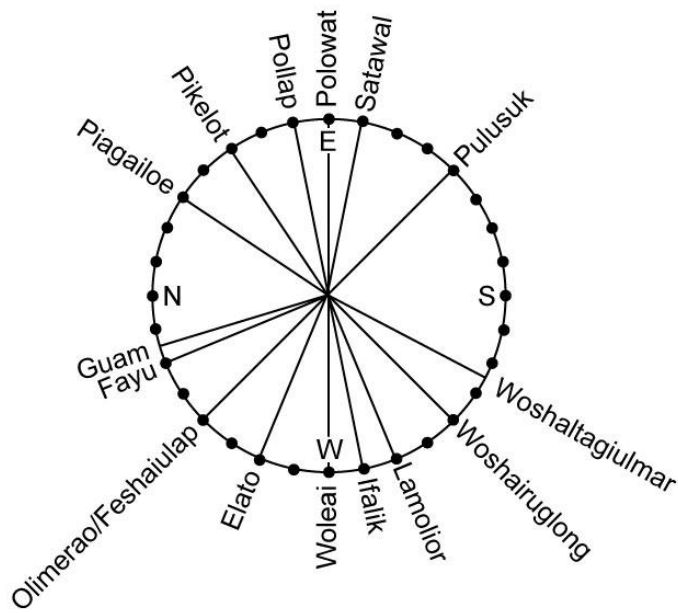 Polowat
Satawal
Pollap
Pikelot
Pulusuk
Piagailoe
E
N
S
Guam
Fayu
Woshaltagiulmar
W
Olimerao/Feshaiulap
Elato
Woleai
Ifalik
Lamolior
Woshairuglong